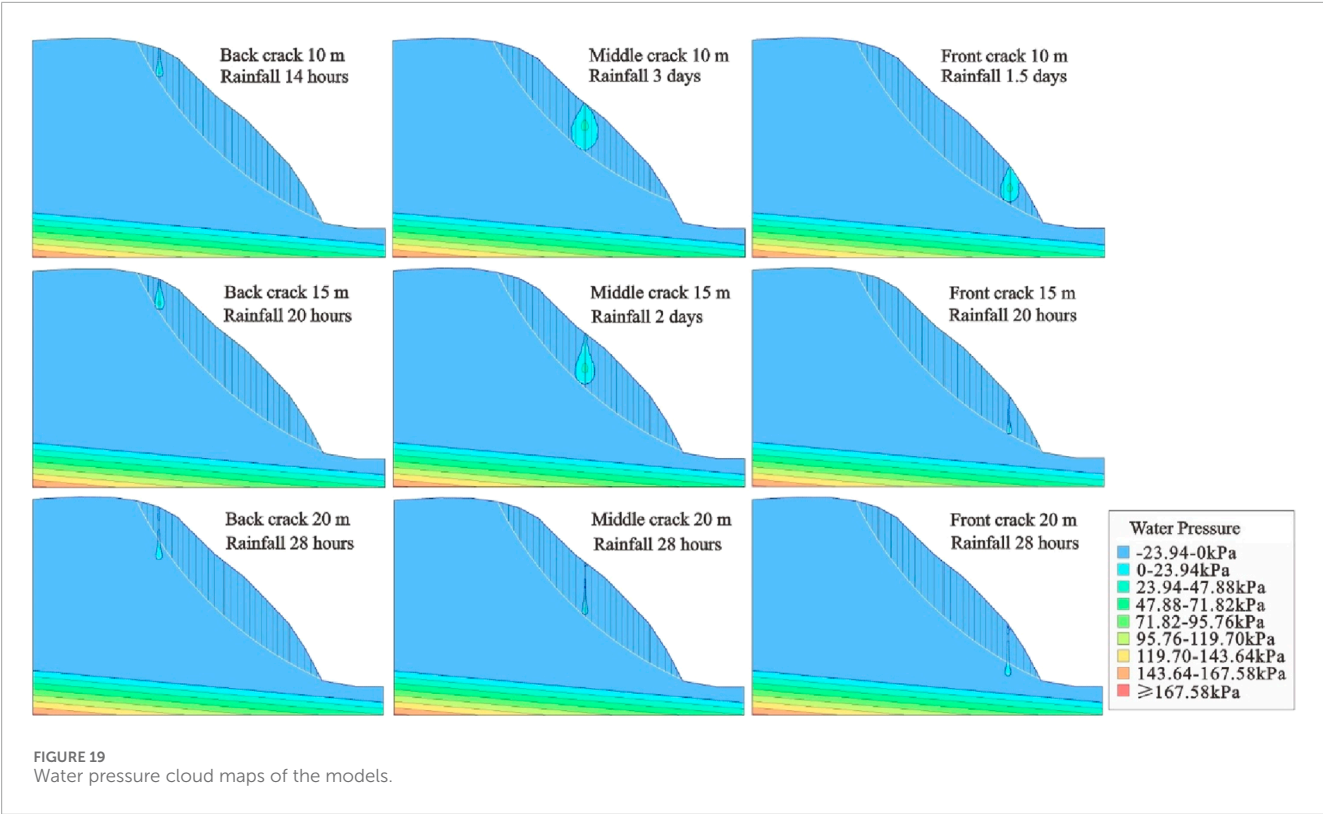 Back crack 10 m
Rainfall 14 hours
Middle crack 10 m
Rainfall 3 days
Front crack 10 m
Rainfall 1.5 days
Back crack 15 m
Rainfall 20 hours
Middle crack 15 m
Rainfall 2 days
Front crack 15 m
Rainfall 20 hours
Back crack 20 m
Rainfall 28 hours
Middle crack 20 m
Rainfall 28 hours
Front crack 20 m
Rainfall 28 hours
Water Pressure
-23.94-0kPa
0-23.94kPa
23.94-47.88kPa
47.88-71.82kPa
71.82-95.76kPa
95.76-119.70kPa
119.70-143.64kPa
143.64-167.58kPa
≥167.58kPa
FIGURE 19
Water pressure cloud maps of the models.